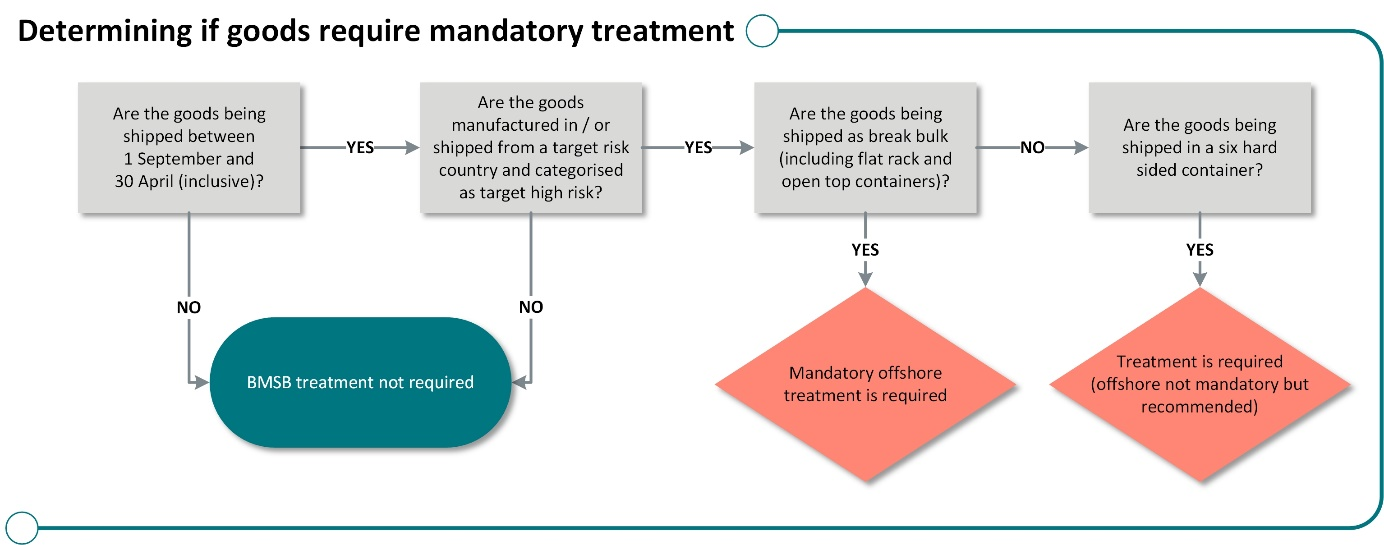 Determining if goods require mandatory treatment
Are the goods being
shipped between
1 September and
30 April (inclusive)?
YES
Are the goods
manufactured in / or
shipped from a target risk
country and categorised
as target high risk?
YES
Are the goods being
shipped as break bulk
(including flat rack and
open top containers)?
NO
Are the goods being
shipped in a six hard
sided container?
NO
NO
YES
YES
BMSB treatment not required
Mandatory offshore
treatment is required
Treatment is required
(offshore not mandatory but
recommended)